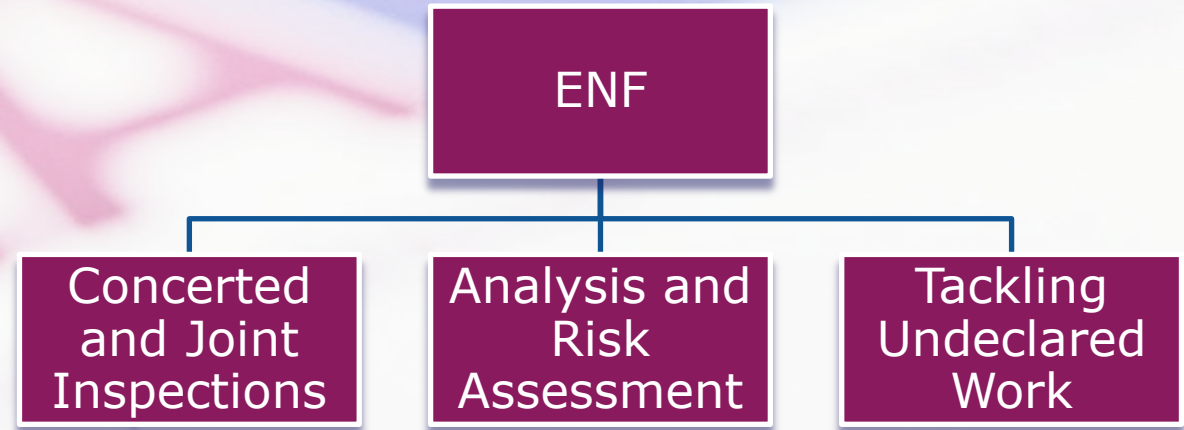 ENF
Concerted
and Joint
Inspections
Analysis and
Risk
Assessment
Tackling
Undeclared
Work